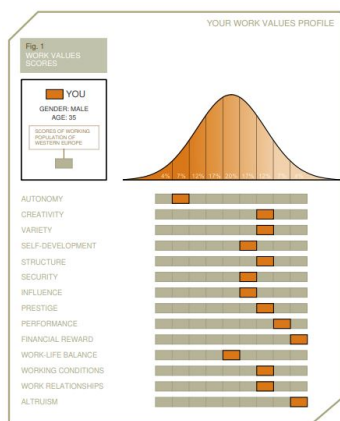 YOUR WORK VALUES PROFILE
Fig. 1
WORK VALUES
SCORES
YOU
GENDER: MALE
AGE: 35
SCORES OF WORKING
POPULATION OF
WESTERN EUROPE
4% 7% 12% 17% 20% 17% 12% 7%
AUTONOMY
CREATIVITY
VARIETY
SELF-DEVELOPMENT
STRUCTURE
SECURITY
INFLUENCE
PRESTIGE
PERFORMANCE
FINANCIAL REWARD
WORK-LIFE BALANCE
WORKING CONDITIONS
WORK RELATIONSHIPS
ALTRUISM